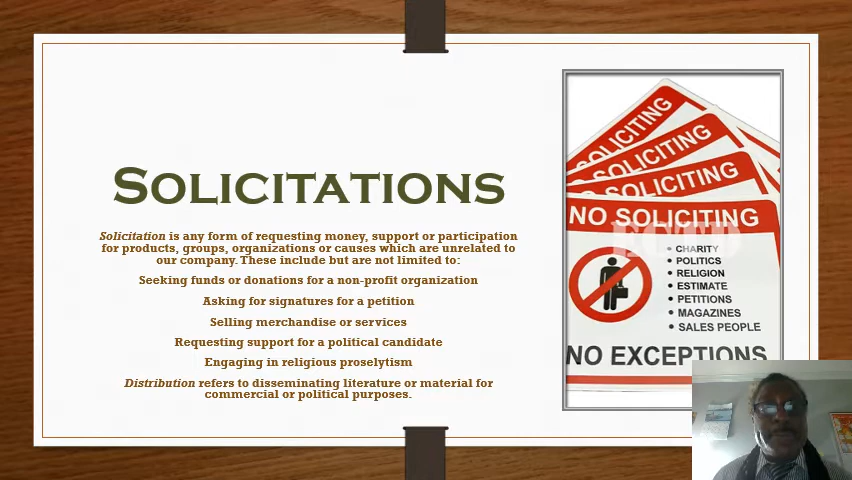 SOLICITATIONS
Solicitation is any form of requesting money, support or participation
for products, groups, organizations or causes which are unrelated to
our company. These include but are not limited to:
Seeking funds or donations for a non-profit organization
Asking for signatures for a petition
Selling merchandise or services
Requesting support for a political candidate
Engaging in religious proselytism
Distribution refers to disseminating literature or material for
commercial or political purposes.
SOLICITING
SOLICITING
SOLICITING
NO SOLICITING
• CHARITY
• POLITICS
• RELIGION
• ESTIMATE
• PETITIONS
• MAGAZINES
• SALES PEOPLE
NO EXCEPTIONS